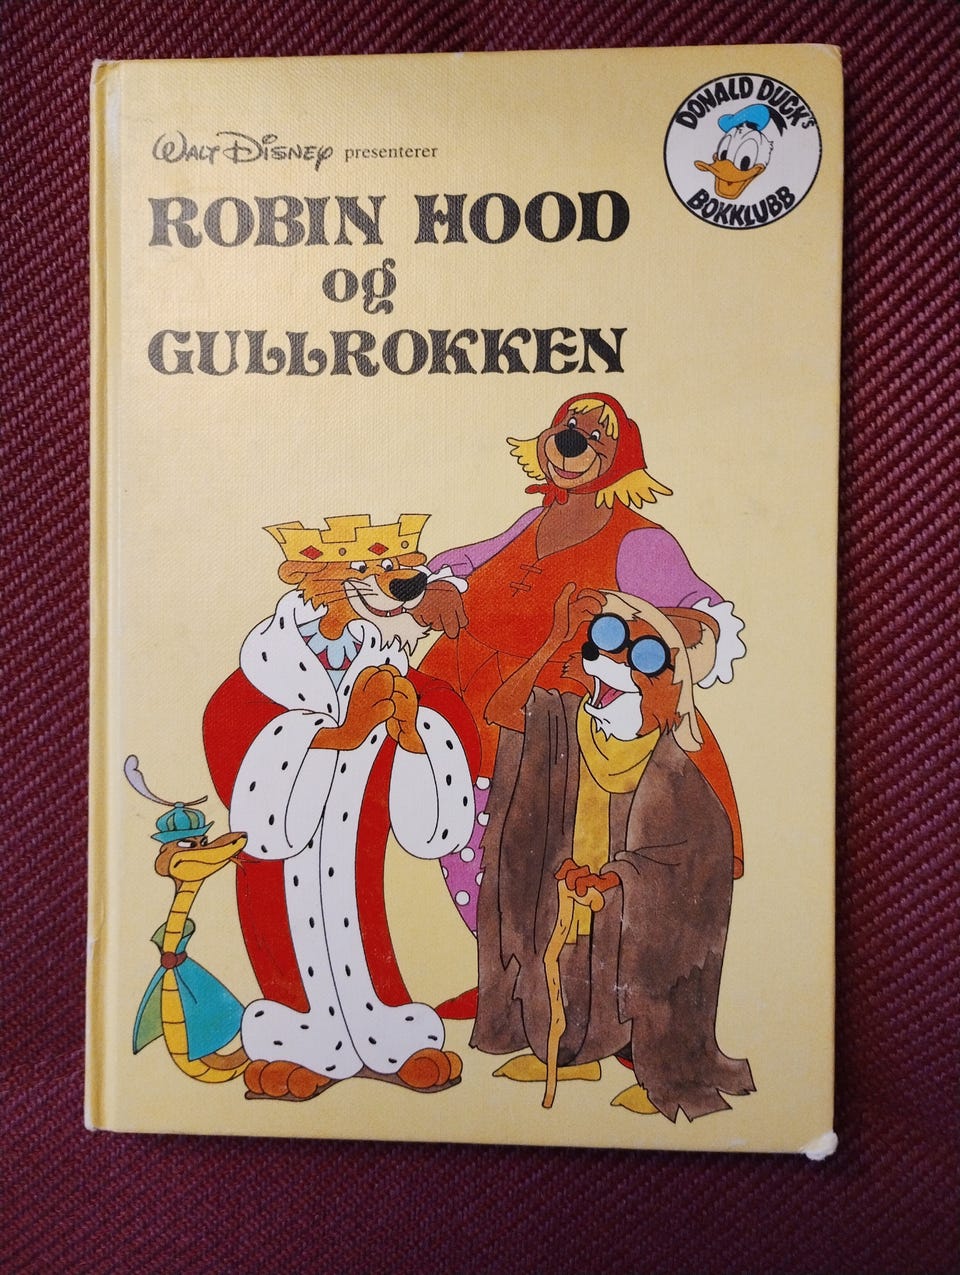 WALT DISNEY presenterer
ROBIN HOOD
og
GULLROKKEN
DONALD DUCK'S
BOKKLUBB